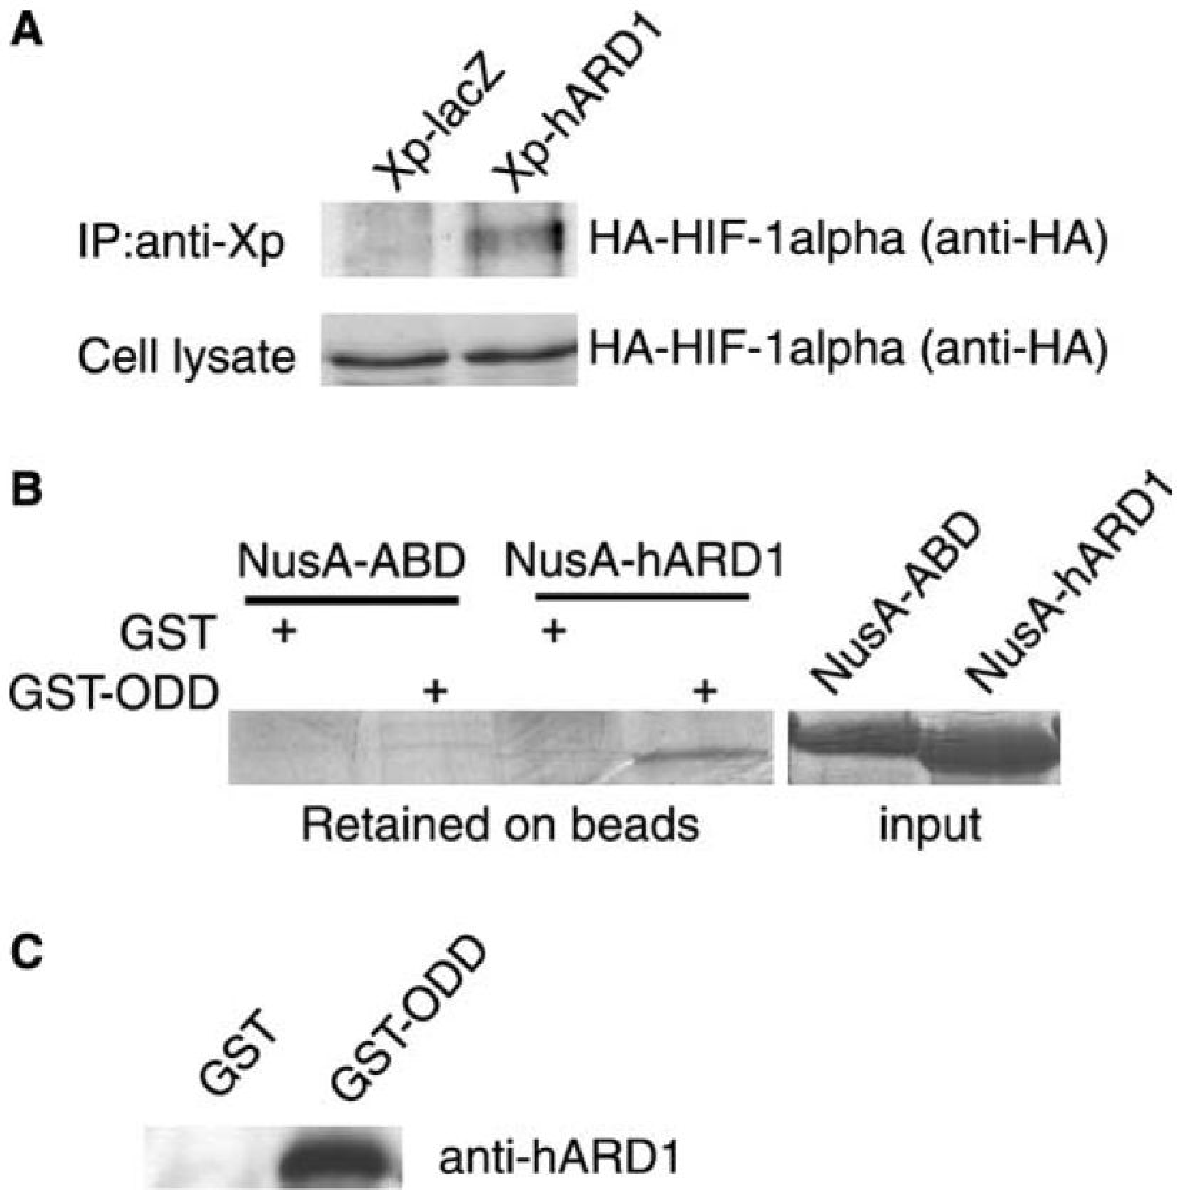 A
Xp-lacZ
Xp-hARD1
IP:anti-Xp
HA-HIF-1alpha (anti-HA)
Cell lysate
HA-HIF-1alpha (anti-HA)
B
NusA-ABD
NusA-hARD1
NusA-ABD
NusA-hARD1
GST + +
GST-ODD + +
Retained on beads
input
C
GST
GST-ODD
anti-hARD1